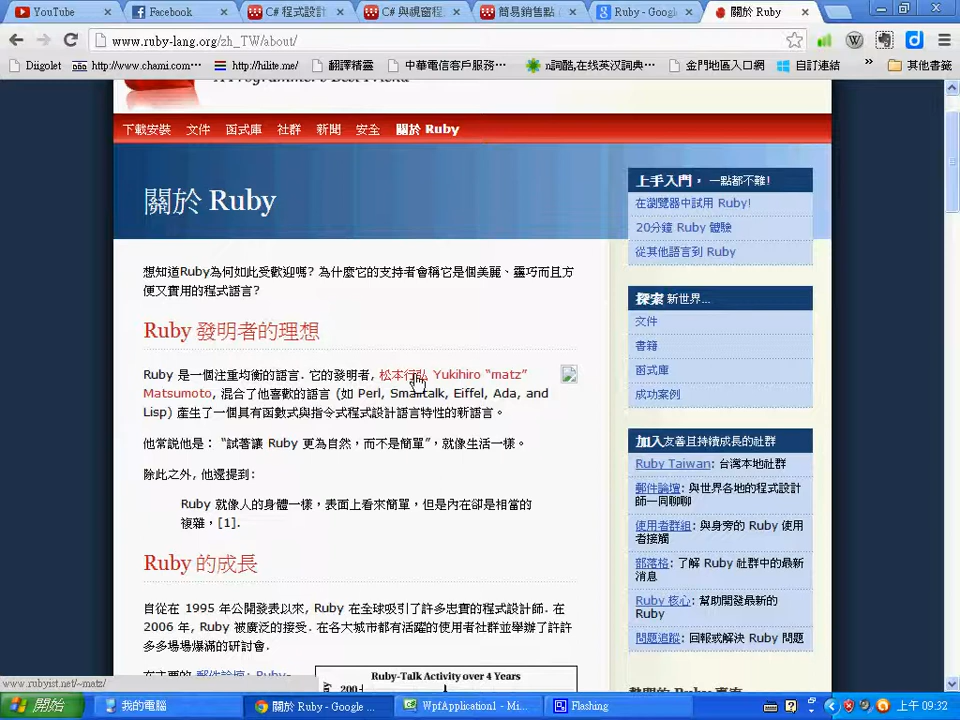 YouTube
Facebook
C# 程式設計
C# 與視窗程
簡易銷售點
Ruby - Goog
關於 Ruby
www.ruby-lang.org/zh_TW/about/
Diigolet
http://www.chami.com…
http://hilite.me/
翻譯精靈
中華電信客戶服務…
n詞酷,在线英汉词典…
金門地區入口網
自訂連結
»
其他書籤
A Programmer's Best Friend
下載安裝 文件 函式庫 社群 新聞 安全 關於 Ruby
關於 Ruby
想知道Ruby為何如此受歡迎嗎? 為什麼它的支持者會稱它是個美麗、靈巧而且方
便又實用的程式語言?
Ruby 發明者的理想
Ruby 是一個注重均衡的語言. 它的發明者, 松本行弘 Yukihiro “matz”
Matsumoto, 混合了他喜歡的語言 (如 Perl, Smalltalk, Eiffel, Ada, and
Lisp) 產生了一個具有函數式與指令式程式設計語言特性的新語言。
他常說他是： “試著讓 Ruby 更為自然，而不是簡單”，就像生活一樣。
除此之外, 他還提到:
Ruby 就像人的身體一樣，表面上看來簡單，但是內在卻是相當的
複雜，[1].
Ruby 的成長
自從在 1995 年公開發表以來, Ruby 在全球吸引了許多忠實的程式設計師. 在
2006 年, Ruby 被廣泛的接受. 在各大城市都有活躍的使用者社群並舉辦了許許
多多場場爆滿的研討會.
在主要的 郵件論壇: Ruby-
Ruby-Talk Activity over 4 Years
200
上手入門， 一點都不難!
在瀏覽器中試用 Ruby!
20分鐘 Ruby 體驗
從其他語言到 Ruby
探索 新世界…
文件
書籍
函式庫
成功案例
加入友善且持續成長的社群
Ruby Taiwan: 台灣本地社群
郵件論壇: 與世界各地的程式設計
師一同聊聊
使用者群組: 與身旁的 Ruby 使用
者接觸
部落格: 了解 Ruby 社群中的最新
消息
Ruby 核心: 幫助開發最新的
Ruby
問題追蹤: 回報或解決 Ruby 問題
www.rubyist.net/~matz/
開始
我的電腦
關於 Ruby - Google ...
WpfApplication1 - Mi...
Flashing
上午 09:32